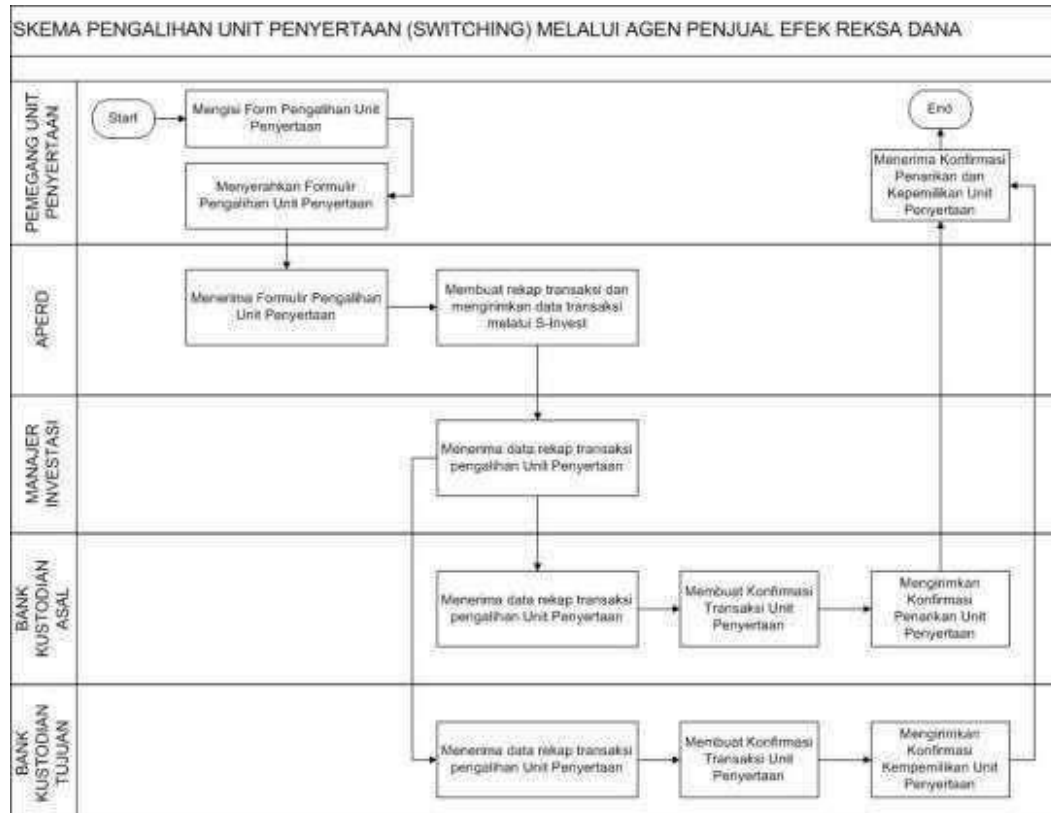 SKEMA PENGALIHAN UNIT PENYERTAAN (SWITCHING) MELALUI AGEN PENJUAL EFEK REKSA DANA
PEMEGANG UNIT
PENYERTAAN
Start
Mengisi Form Pengalihan Unit
Penyertaan
Menyerahkan Formulir
Pengalihan Unit Penyertaan
End
Menerima Konfirmasi
Penarikan dan
Kepemilikan Unit
Penyertaan
APERD
Menerima Formulir Pengalihan
Unit Penyertaan
Membuat rekap transaksi dan
mengirimkan data transaksi
melalui S-Invest
MANAJER
INVESTASI
Menerima data rekap transaksi
pengalihan Unit Penyertaan
BANK
KUSTODIAN
ASAL
Menerima data rekap transaksi
pengalihan Unit Penyertaan
Membuat Konfirmasi
Transaksi Unit
Penyertaan
Mengirimkan
Konfirmasi
Penarikan Unit
Penyertaan
BANK
KUSTODIAN
TUJUAN
Menerima data rekap transaksi
pengalihan Unit Penyertaan
Membuat Konfirmasi
Transaksi Unit
Penyertaan
Mengirimkan
Konfirmasi
Kempemilikan Unit
Penyertaan